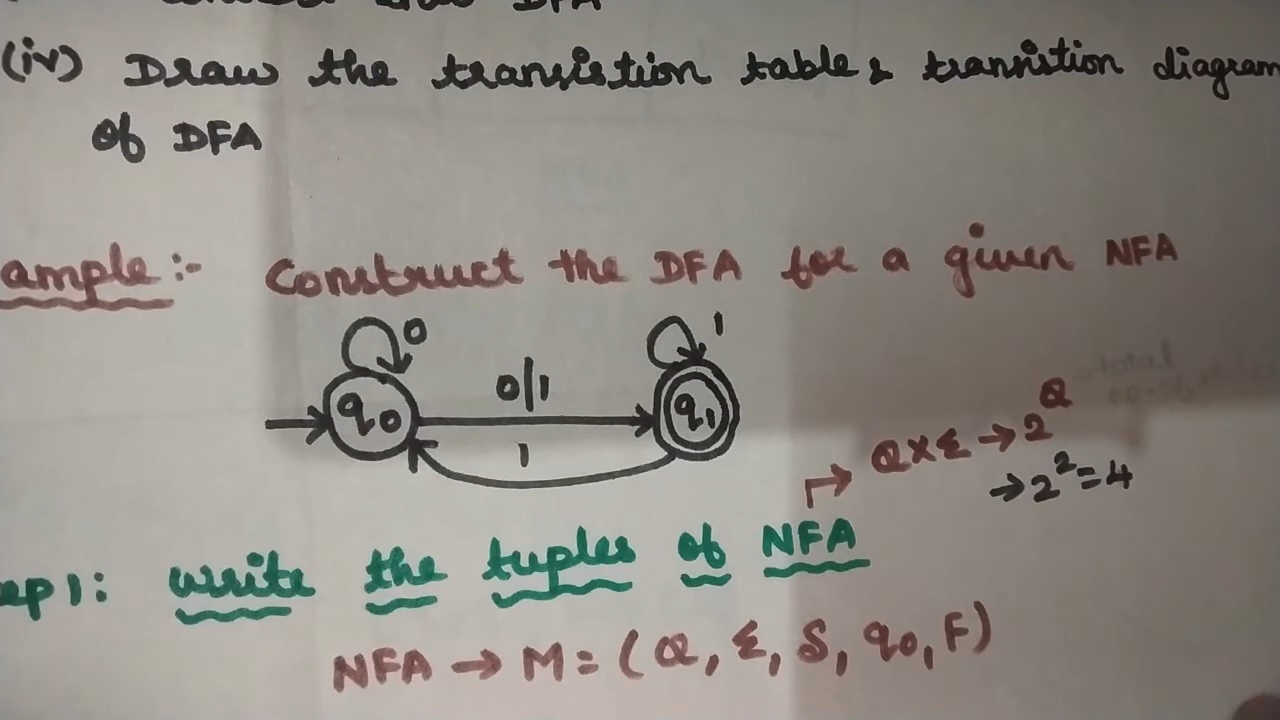 DFA
(iv) Draw the transistion table & transition diagram
of DFA
ample :- Construct the DFA for a given NFA
0 1
q0 0/1 q1
1
Q×Σ→2^Q
→2^2=4
ep1: write the tuples of NFA
NFA → M = (Q, Σ, δ, q0, F)